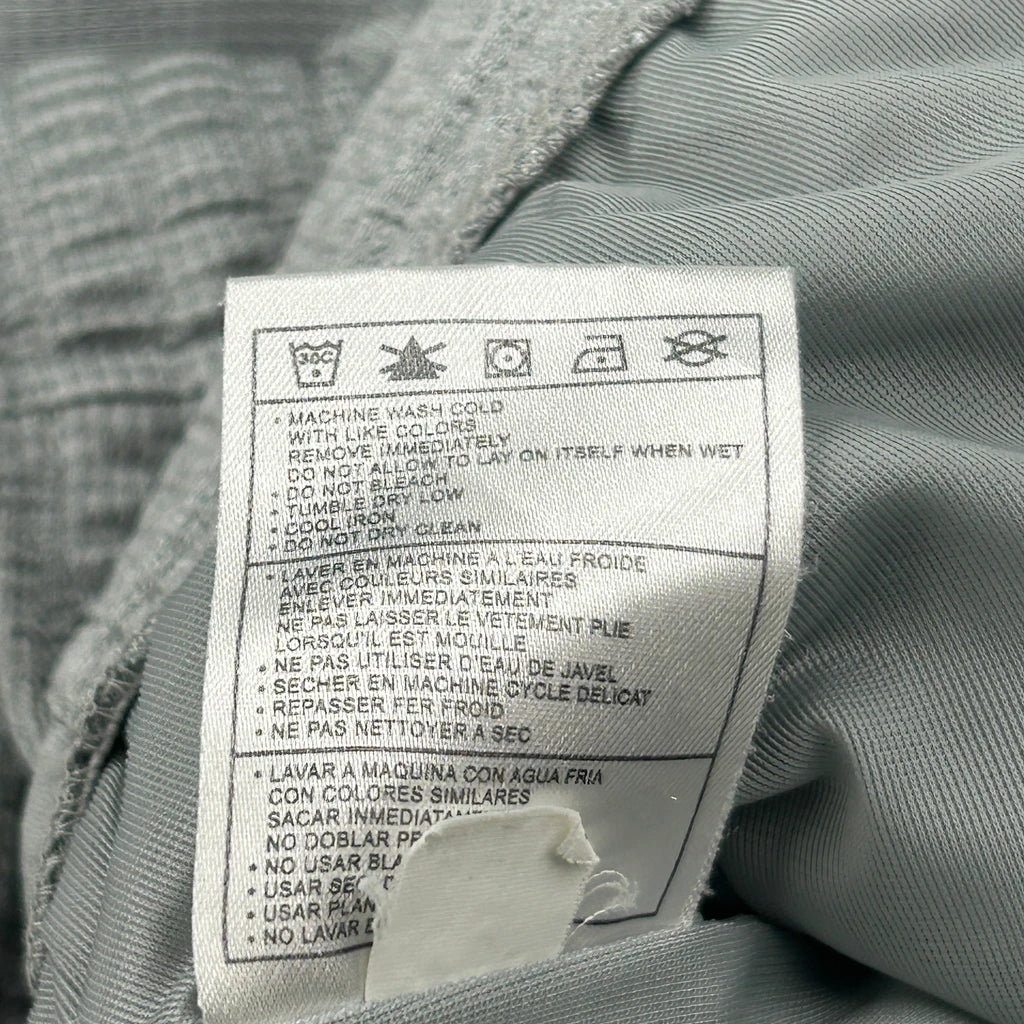 30C
• MACHINE WASH COLD
WITH LIKE COLORS
REMOVE IMMEDIATELY
DO NOT ALLOW TO LAY ON ITSELF WHEN WET
• DO NOT BLEACH
• TUMBLE DRY LOW
• COOL IRON
• DO NOT DRY CLEAN
• LAVER EN MACHINE A L'EAU FROIDE
AVEC COULEURS SIMILAIRES
ENLEVER IMMEDIATEMENT
NE PAS LAISSER LE VETEMENT PLIE
LORSQU'IL EST MOUILLE
• NE PAS UTILISER D'EAU DE JAVEL
• SECHER EN MACHINE CYCLE DELICAT
• REPASSER FER FROID
• NE PAS NETTOYER A SEC
• LAVAR A MAQUINA CON AGUA FRIA
CON COLORES SIMILARES
SACAR
NO DOBLAR
• NO USAR
• USAR
• USAR
• NO LAVAR